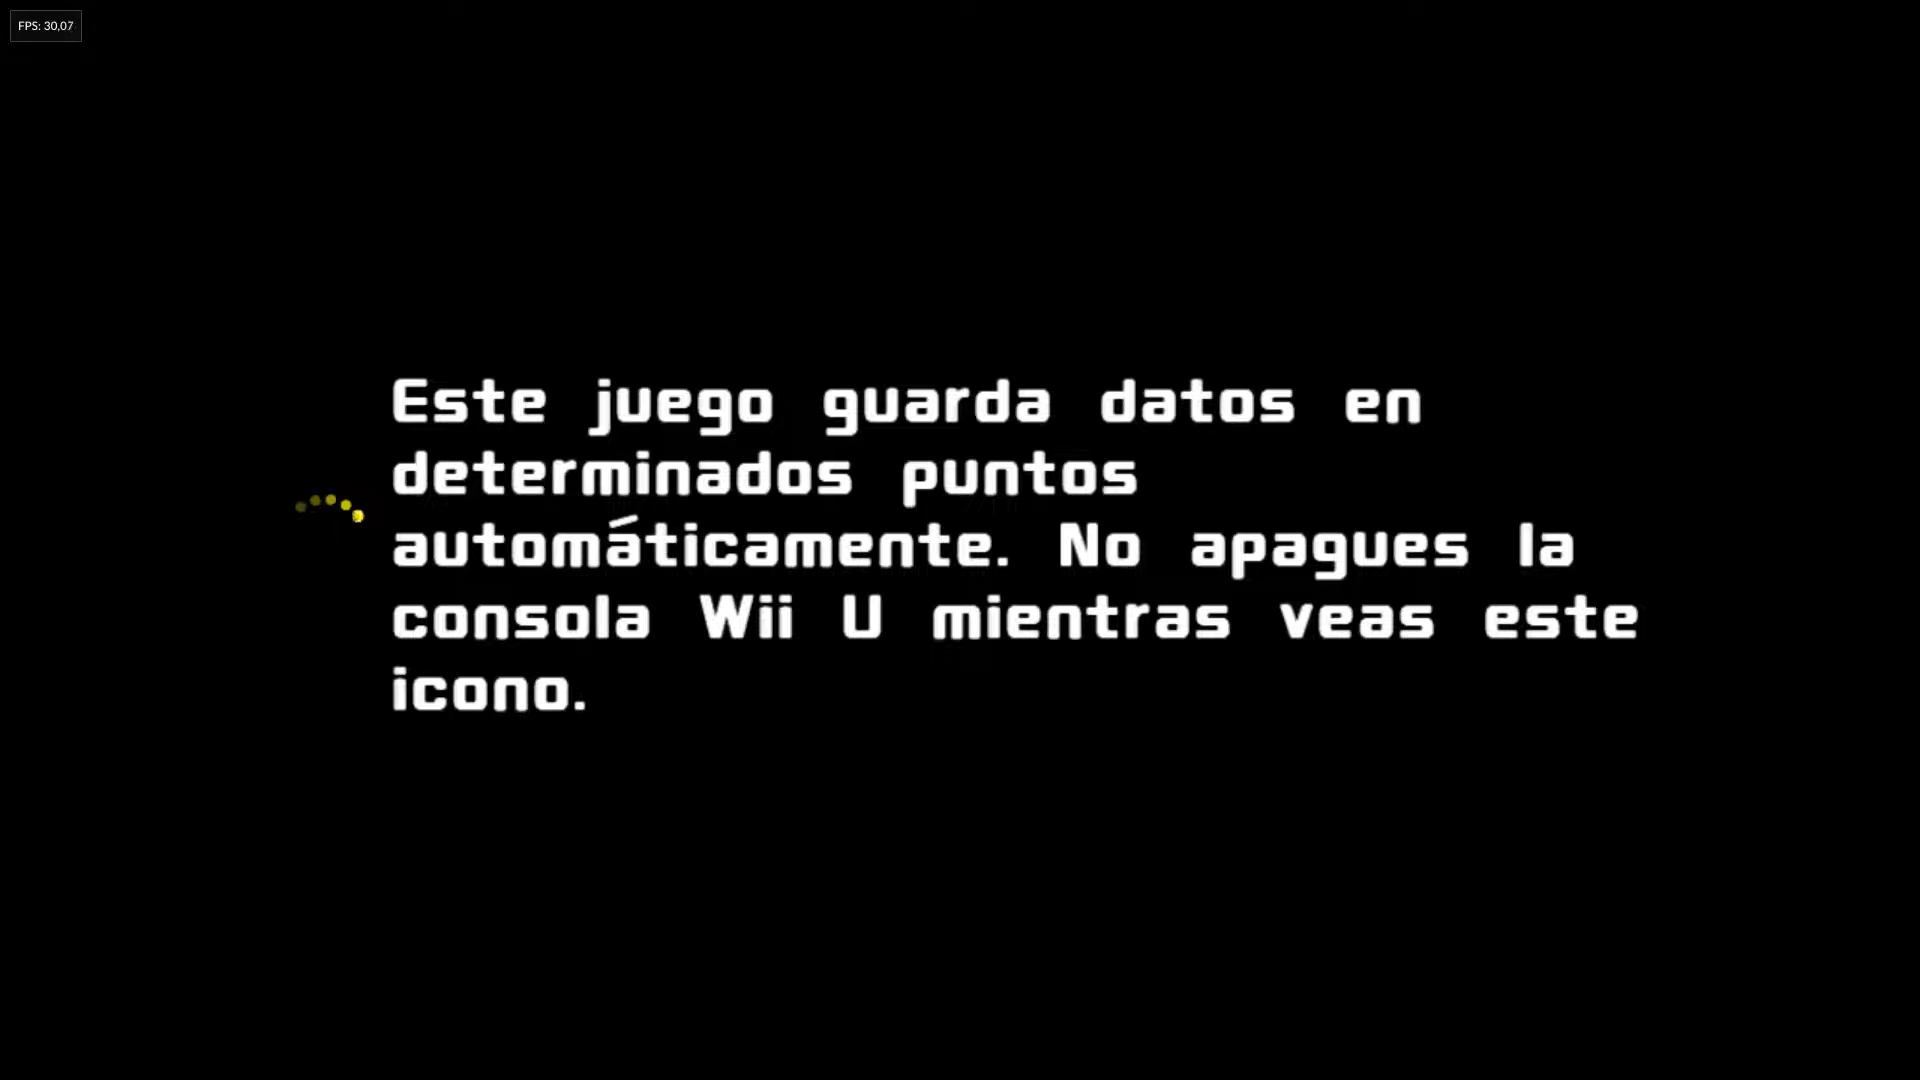 FPS: 30,07
Este juego guarda datos en
determinados puntos
automáticamente. No apagues la
consola Wii U mientras veas este
icono.